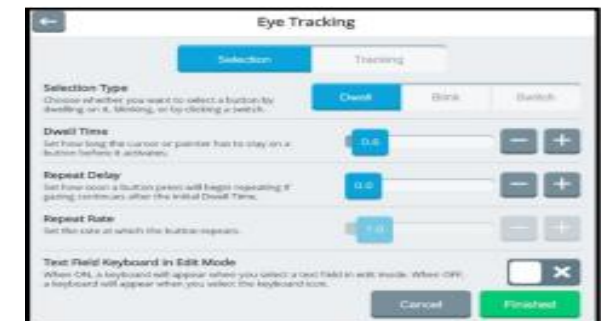 Eye Tracking
Selection Tracking
Selection Type
Choose whether you want to select a button by
dwelling on it, blinking, or by clicking a switch.
Dwell Blink Switch
Dwell Time
Set how long the cursor or pointer has to stay on a
button before it activates.
0.6
Repeat Delay
Set how soon a button press will begin repeating if
gazing continues after the initial Dwell Time.
0.0
Repeat Rate
Set the rate at which the button repeats.
1.0
Text Field Keyboard in Edit Mode
When ON, a keyboard will appear when you select a text field in edit mode. When OFF,
a keyboard will appear when you select the keyboard icon.
Cancel Finished